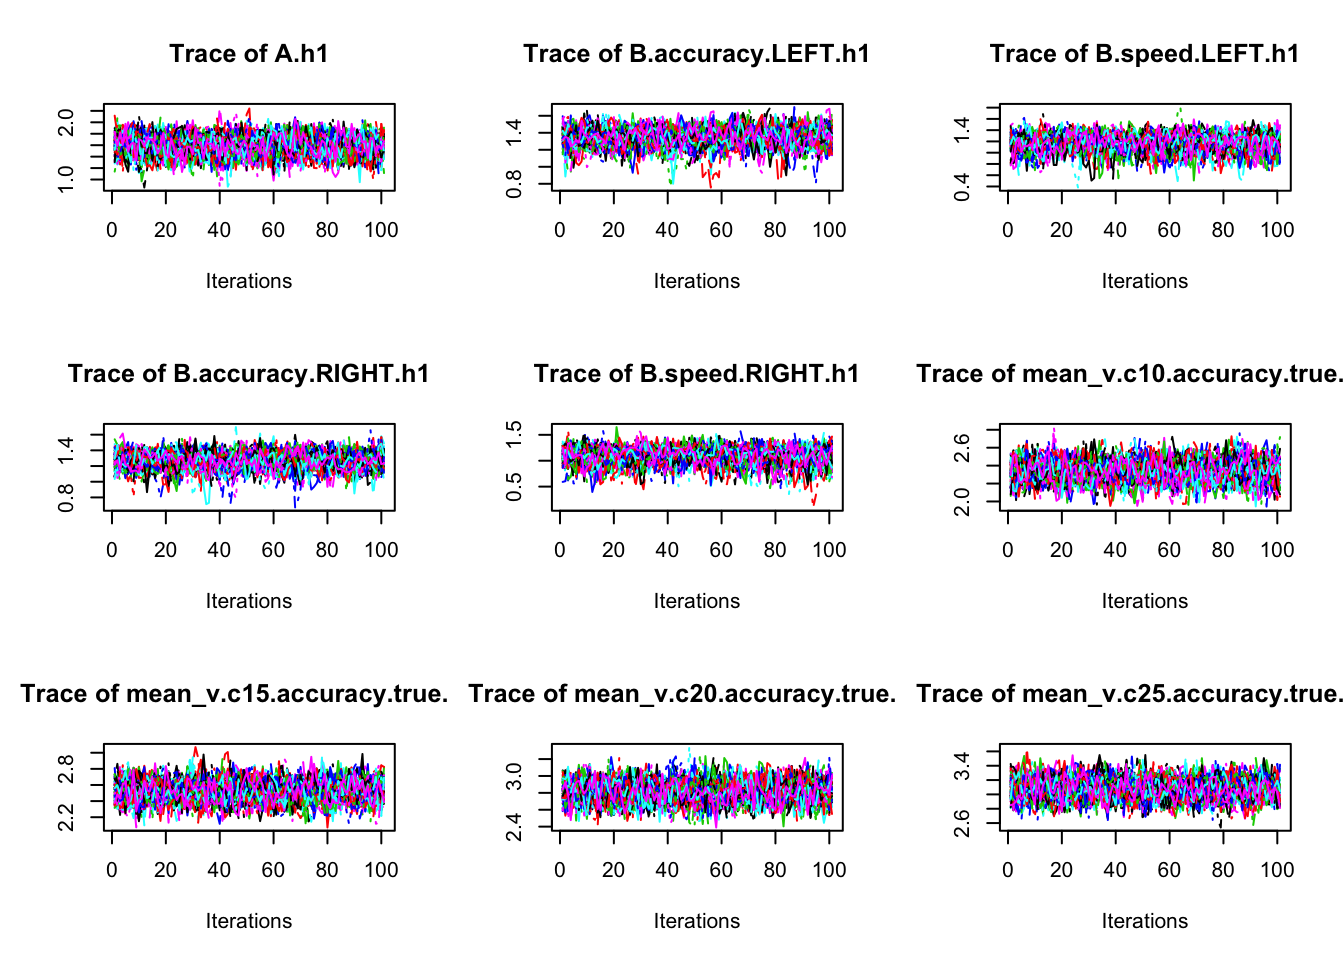 Trace of A.h1
1.0 2.0
0 20 40 60 80 100
Iterations
Trace of B.accuracy.LEFT.h1
0.8 1.4
0 20 40 60 80 100
Iterations
Trace of B.speed.LEFT.h1
0.4 1.4
0 20 40 60 80 100
Iterations
Trace of B.accuracy.RIGHT.h1
0.8 1.4
0 20 40 60 80 100
Iterations
Trace of B.speed.RIGHT.h1
0.5 1.5
0 20 40 60 80 100
Iterations
Trace of mean_v.c10.accuracy.true.
2.0 2.6
0 20 40 60 80 100
Iterations
Trace of mean_v.c15.accuracy.true.
2.2 2.8
0 20 40 60 80 100
Iterations
Trace of mean_v.c20.accuracy.true.
2.4 3.0
0 20 40 60 80 100
Iterations
Trace of mean_v.c25.accuracy.true.
2.6 3.4
0 20 40 60 80 100
Iterations